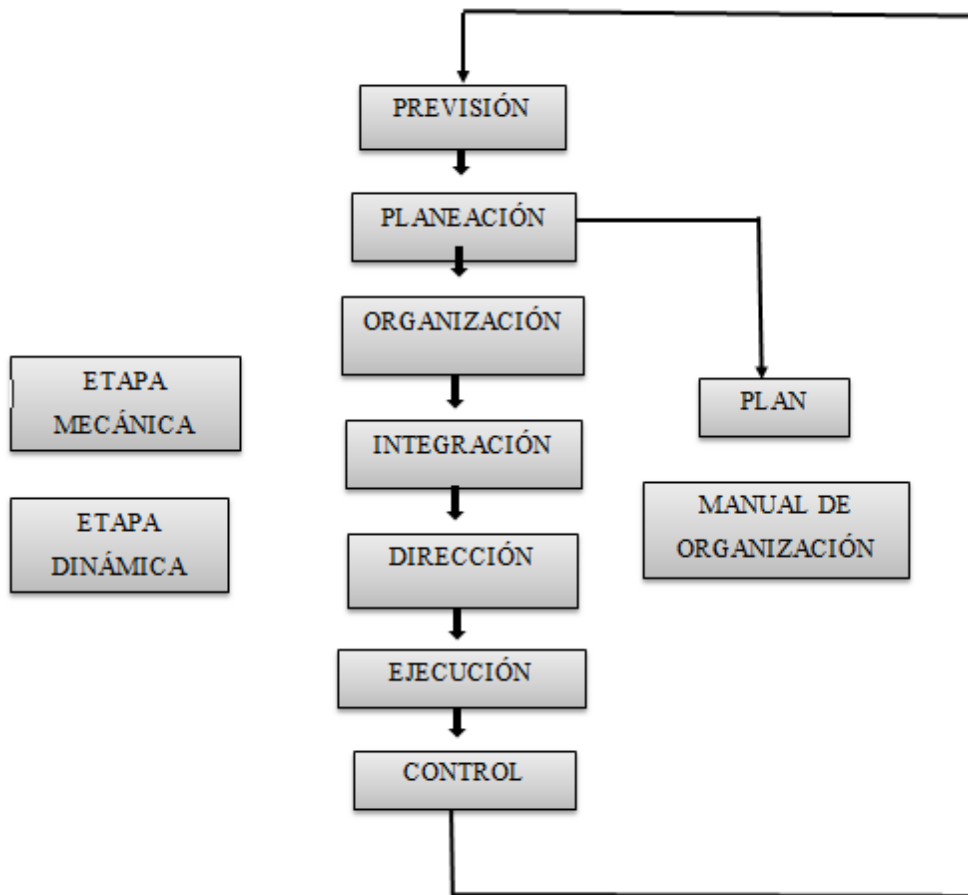 PREVISIÓN
PLANEACIÓN
ORGANIZACIÓN
ETAPA
MECÁNICA
PLAN
INTEGRACIÓN
ETAPA
DINÁMICA
MANUAL DE
ORGANIZACIÓN
DIRECCIÓN
EJECUCIÓN
CONTROL